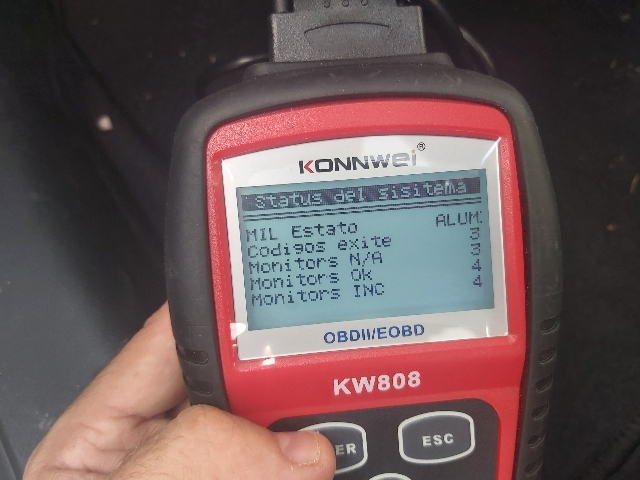 KONNWEI®
Status del sisitema
MIL Estato ALUM
Codigos exite 3
Monitors N/A 3
Monitors Ok 4
Monitors INC 4
OBDII/EOBD
KW808
ER
ESC